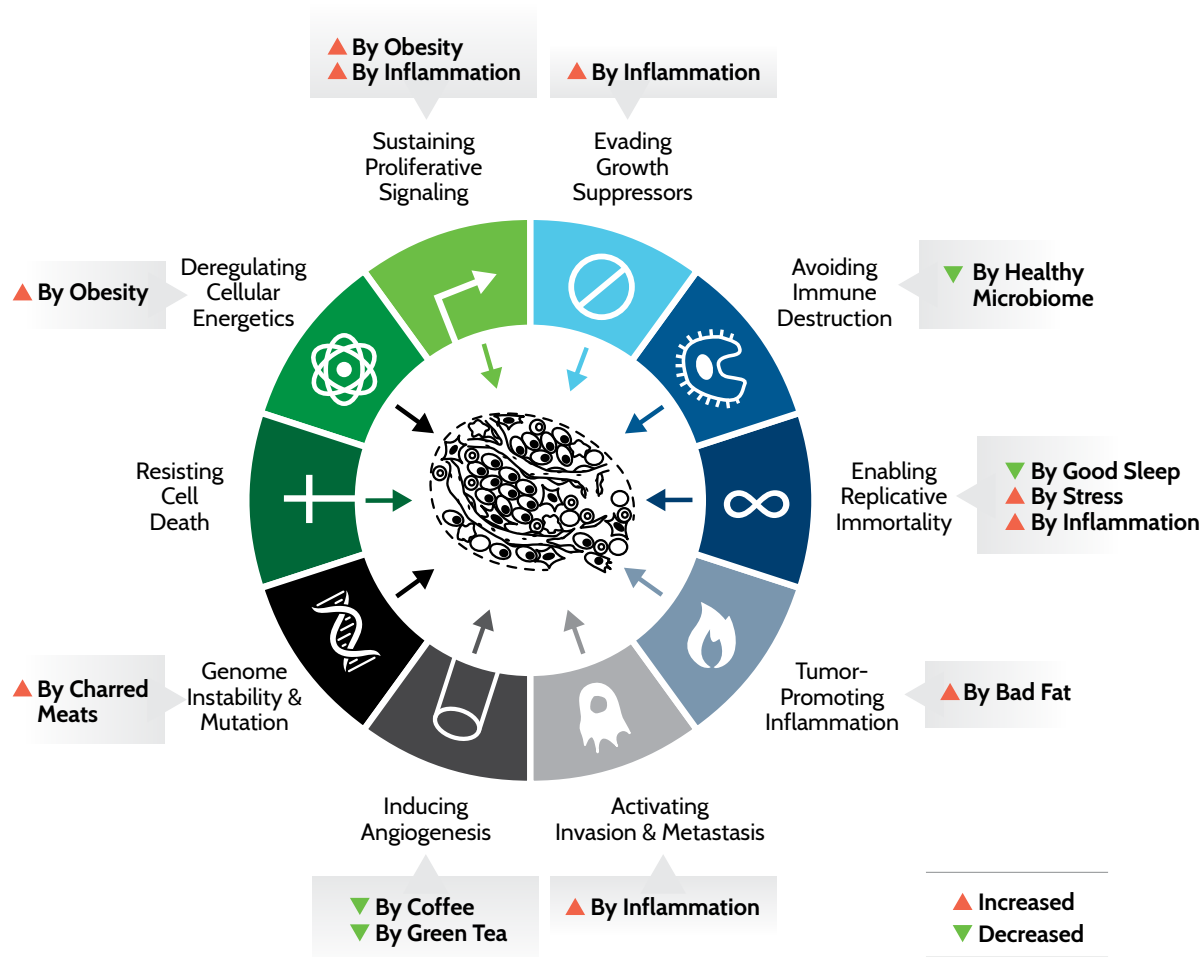 By Obesity
By Inflammation
By Inflammation
Sustaining
Proliferative
Signaling
Evading
Growth
Suppressors
By Obesity
Deregulating
Cellular
Energetics
Avoiding
Immune
Destruction
By Healthy
Microbiome
Resisting
Cell
Death
Enabling
Replicative
Immortality
By Good Sleep
By Stress
By Inflammation
By Charred
Meats
Genome
Instability &
Mutation
Tumor-
Promoting
Inflammation
By Bad Fat
Inducing
Angiogenesis
Activating
Invasion & Metastasis
By Coffee
By Green Tea
By Inflammation
Increased
Decreased